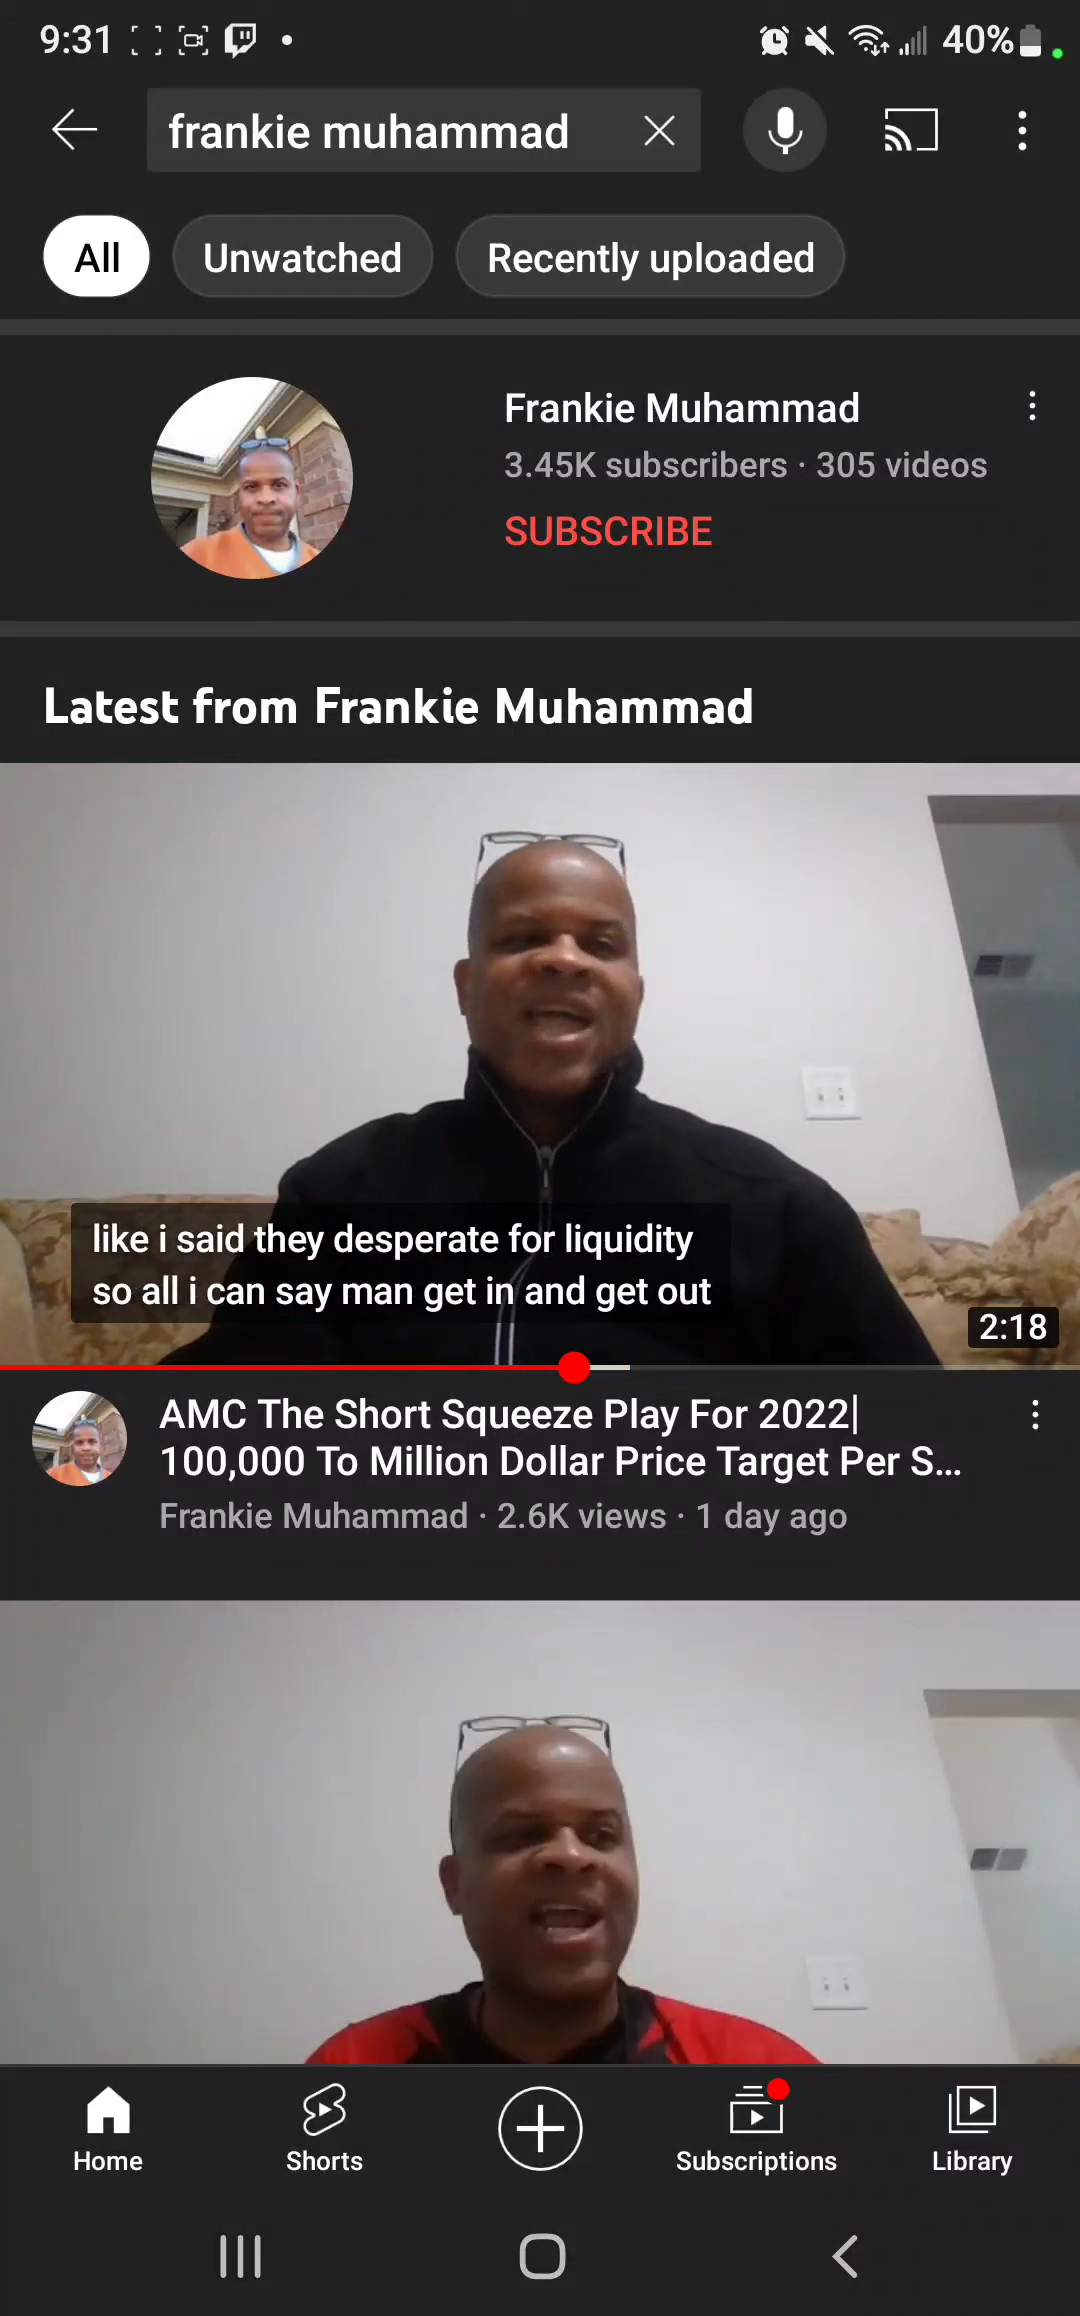 9:31
40%
frankie muhammad
All
Unwatched
Recently uploaded
Frankie Muhammad
3.45K subscribers · 305 videos
SUBSCRIBE
Latest from Frankie Muhammad
like i said they desperate for liquidity
so all i can say man get in and get out
2:18
AMC The Short Squeeze Play For 2022|
100,000 To Million Dollar Price Target Per S...
Frankie Muhammad · 2.6K views · 1 day ago
Home
Shorts
Subscriptions
Library